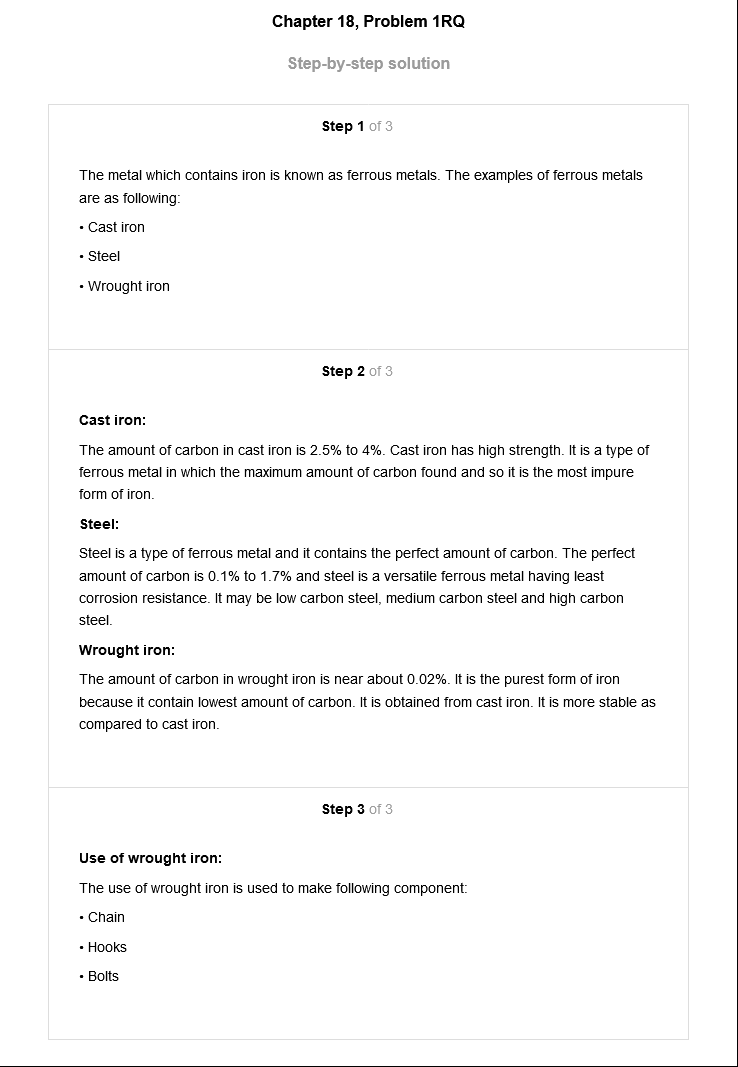 Chapter 18, Problem 1RQ
Step-by-step solution
Step 1 of 3
The metal which contains iron is known as ferrous metals. The examples of ferrous metals
are as following:
• Cast iron
• Steel
• Wrought iron
Step 2 of 3
Cast iron:
The amount of carbon in cast iron is 2.5% to 4%. Cast iron has high strength. It is a type of
ferrous metal in which the maximum amount of carbon found and so it is the most impure
form of iron.
Steel:
Steel is a type of ferrous metal and it contains the perfect amount of carbon. The perfect
amount of carbon is 0.1% to 1.7% and steel is a versatile ferrous metal having least
corrosion resistance. It may be low carbon steel, medium carbon steel and high carbon
steel.
Wrought iron:
The amount of carbon in wrought iron is near about 0.02%. It is the purest form of iron
because it contain lowest amount of carbon. It is obtained from cast iron. It is more stable as
compared to cast iron.
Step 3 of 3
Use of wrought iron:
The use of wrought iron is used to make following component:
• Chain
• Hooks
• Bolts